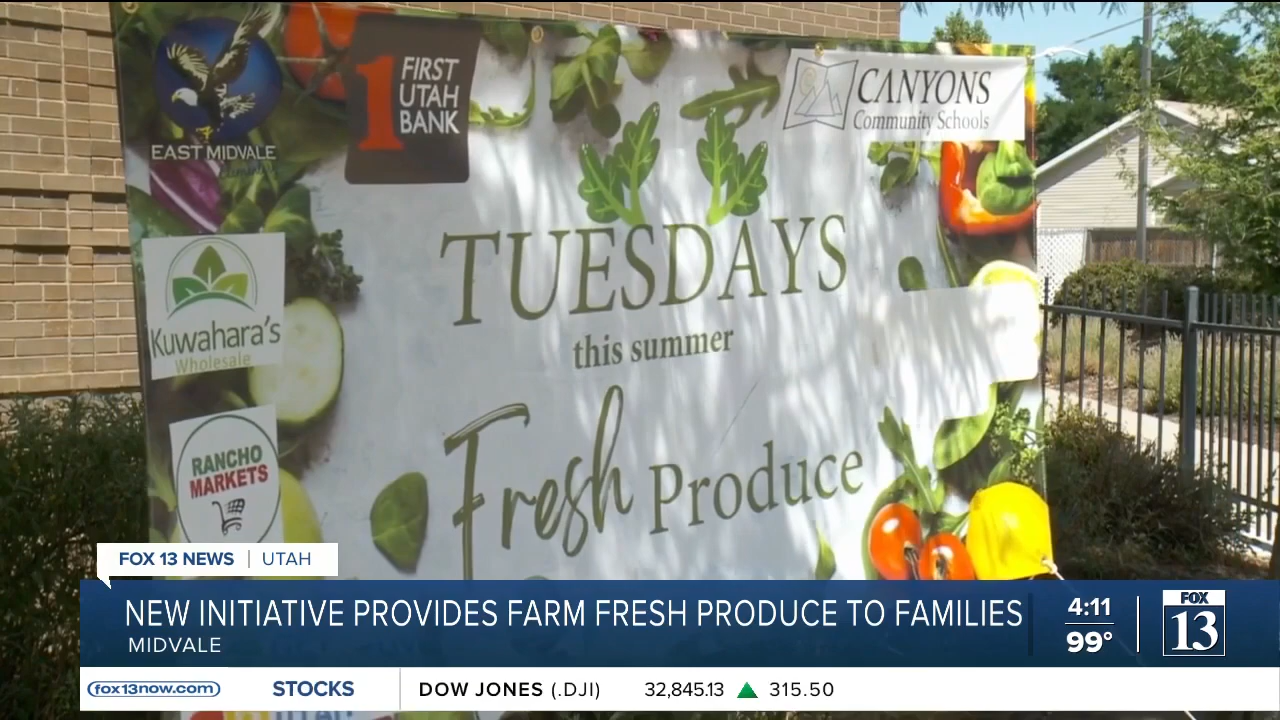 EAST MIDVALE
1 FIRST
UTAH
BANK
CANYONS
Community Schools
Kuwahara's
Wholesale
RANCHO
MARKETS
TUESDAYS
this summer
Fresh Produce
FOX 13 NEWS | UTAH
NEW INITIATIVE PROVIDES FARM FRESH PRODUCE TO FAMILIES
MIDVALE
4:11
99°
FOX
13
fox13now.com
STOCKS
DOW JONES (.DJI) 32,845.13 ▲ 315.50